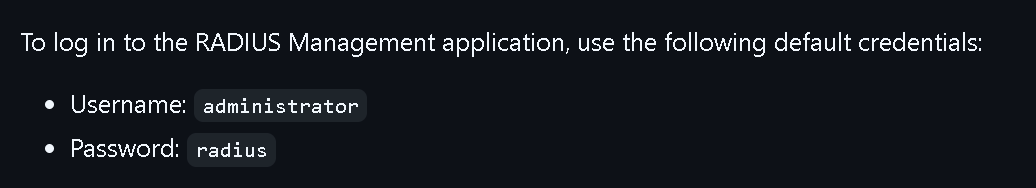 To log in to the RADIUS Management application, use the following default credentials:
• Username: administrator
• Password: radius